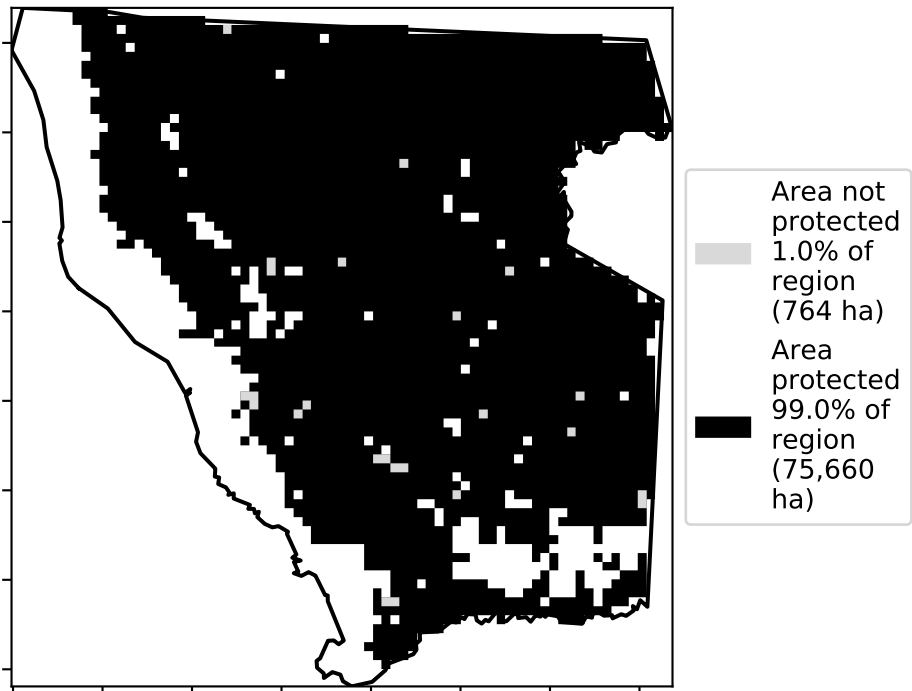 Area not
protected
1.0% of
region
(764 ha)
Area
protected
99.0% of
region
(75,660
ha)